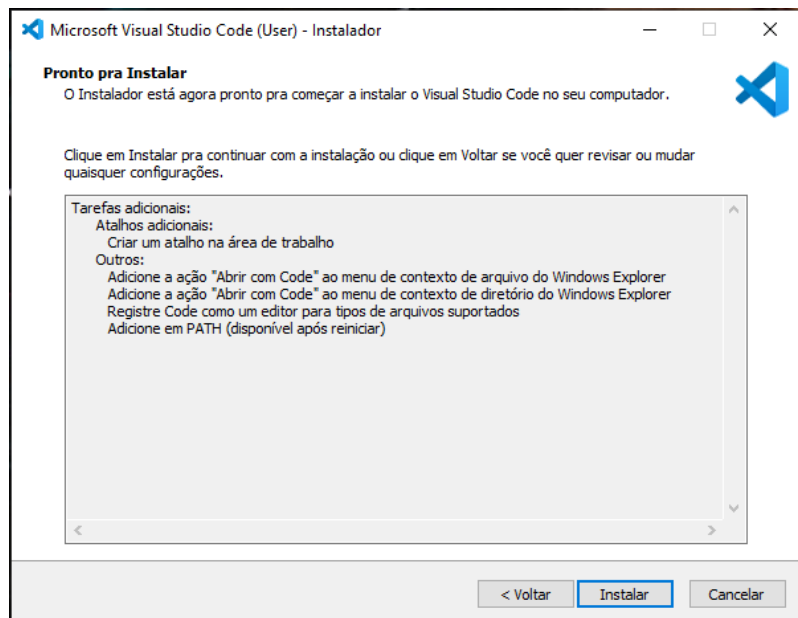 Microsoft Visual Studio Code (User) - Instalador
Pronto pra Instalar
O Instalador está agora pronto pra começar a instalar o Visual Studio Code no seu computador.
Clique em Instalar pra continuar com a instalação ou clique em Voltar se você quer revisar ou mudar
quaisquer configurações.
Tarefas adicionais:
Atalhos adicionais:
Criar um atalho na área de trabalho
Outros:
Adicione a ação "Abrir com Code" ao menu de contexto de arquivo do Windows Explorer
Adicione a ação "Abrir com Code" ao menu de contexto de diretório do Windows Explorer
Registre Code como um editor para tipos de arquivos suportados
Adicione em PATH (disponível após reiniciar)
< Voltar
Instalar
Cancelar